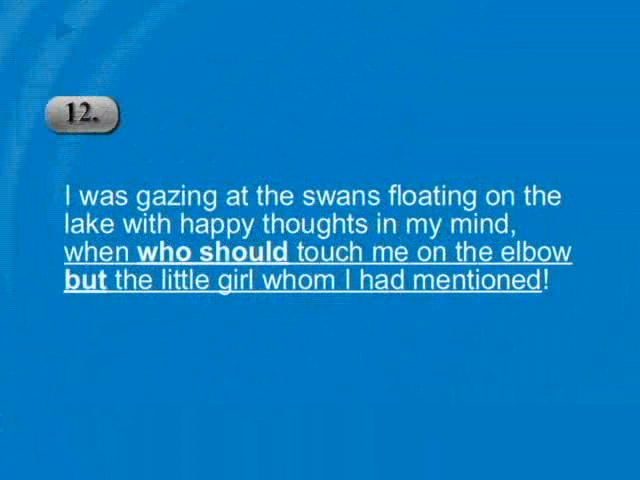 12.
I was gazing at the swans floating on the
lake with happy thoughts in my mind,
when who should touch me on the elbow
but the little girl whom I had mentioned!